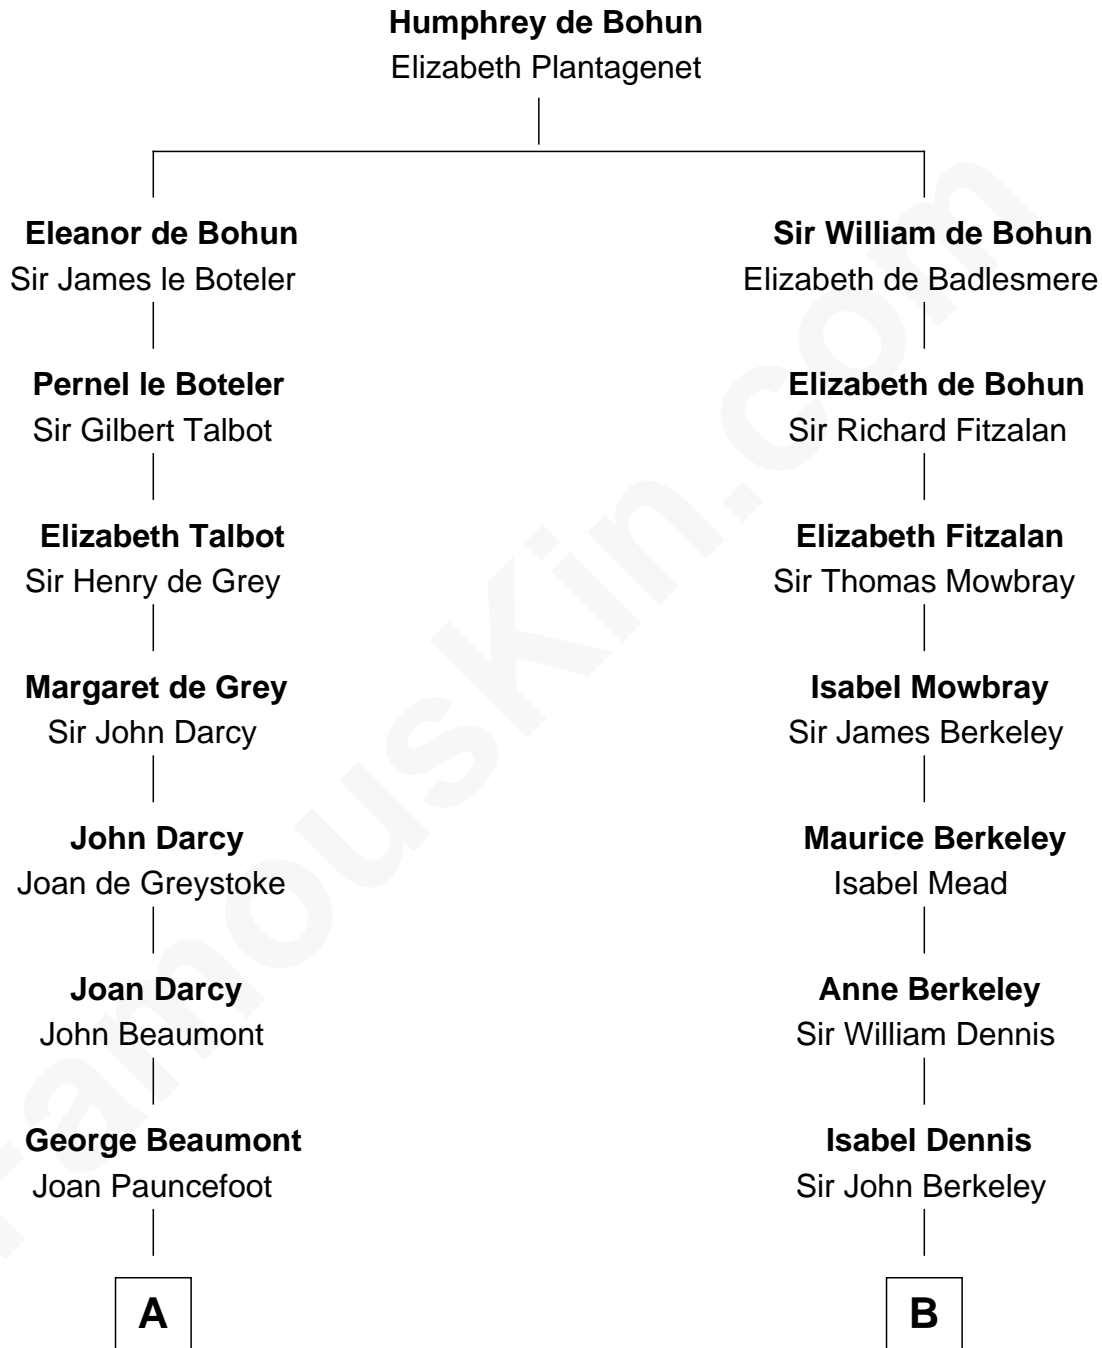 Humphrey de Bohun
Elizabeth Plantagenet
Eleanor de Bohun
Sir James le Boteler
Sir William de Bohun
Elizabeth de Badlesmere
Pernel le Boteler
Sir Gilbert Talbot
Elizabeth de Bohun
Sir Richard Fitzalan
Elizabeth Talbot
Sir Henry de Grey
Elizabeth Fitzalan
Sir Thomas Mowbray
Margaret de Grey
Sir John Darcy
Isabel Mowbray
Sir James Berkeley
John Darcy
Joan de Greystoke
Maurice Berkeley
Isabel Mead
Joan Darcy
John Beaumont
Anne Berkeley
Sir William Dennis
George Beaumont
Joan Pauncefoot
Isabel Dennis
Sir John Berkeley
A
B
FamousKin.com